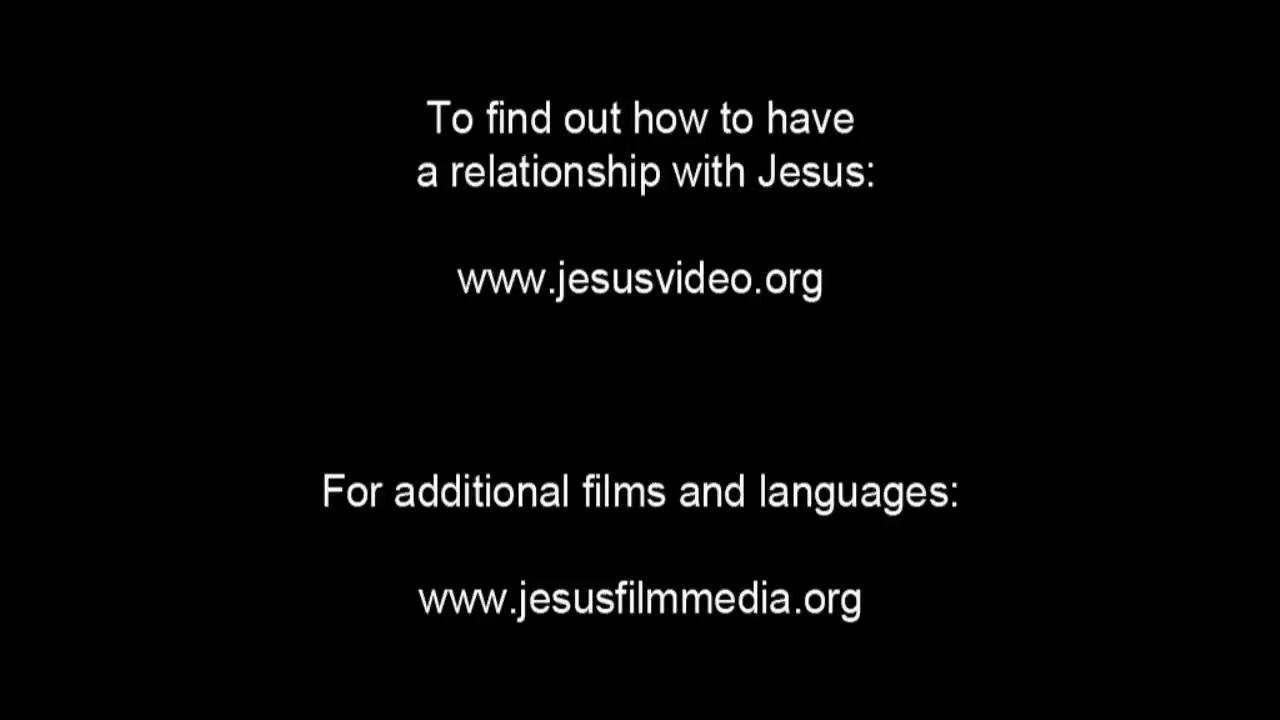 To find out how to have
a relationship with Jesus:
www.jesusvideo.org
For additional films and languages:
www.jesusfilmmedia.org